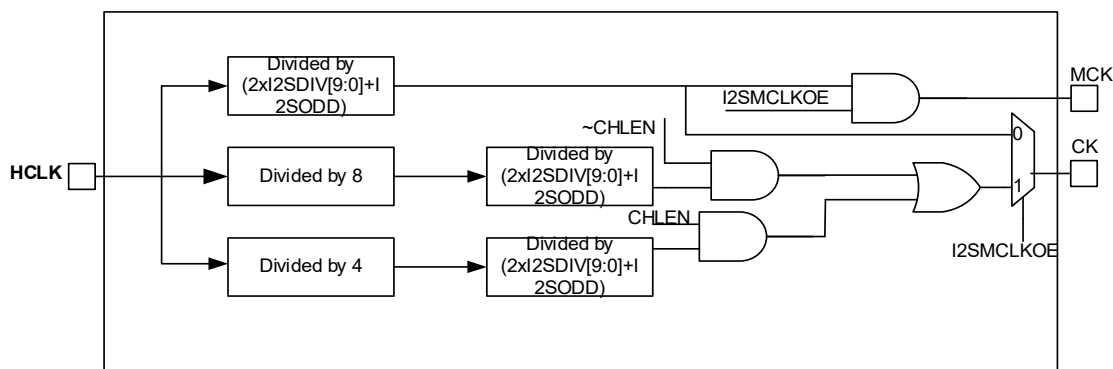 Divided by
(2xI2SDIV[9:0]+I
2SODD)
I2SMCLKOE
MCK
~CHLEN
0
HCLK
Divided by 8
Divided by
(2xI2SDIV[9:0]+I
2SODD)
CK
1
CHLEN
I2SMCLKOE
Divided by 4
Divided by
(2xI2SDIV[9:0]+I
2SODD)